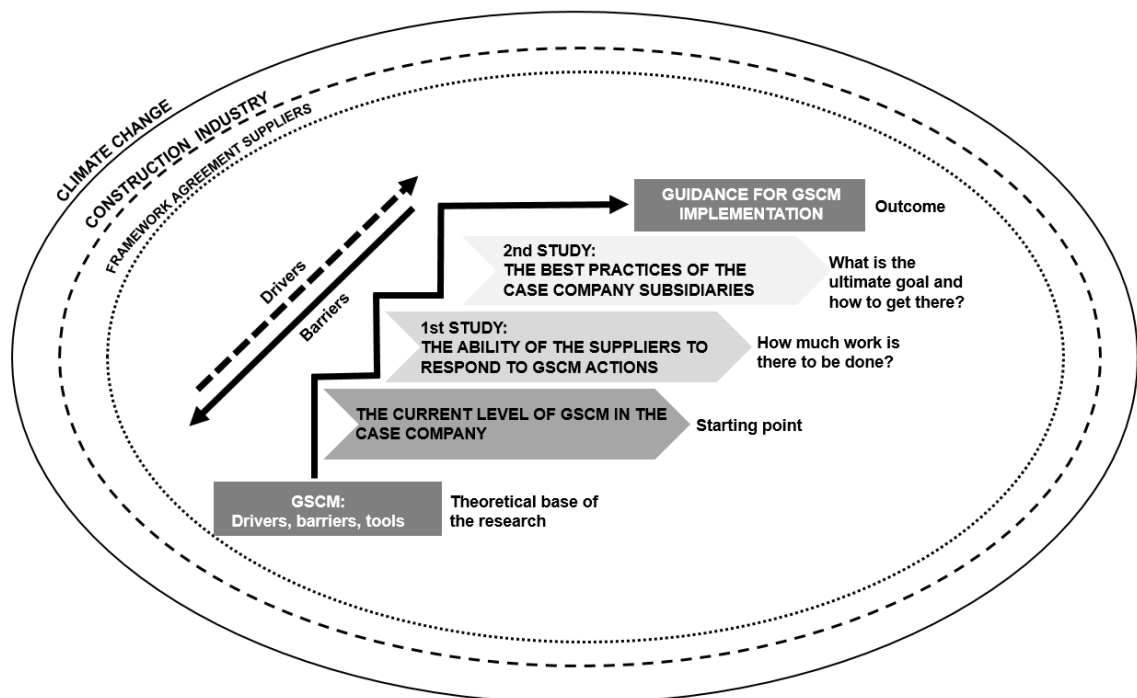 CLIMATE CHANGE
CONSTRUCTION INDUSTRY
FRAMEWORK AGREEMENT SUPPLIERS
Drivers
Barriers
GUIDANCE FOR GSCM
IMPLEMENTATION
Outcome
2nd STUDY:
THE BEST PRACTICES OF THE
CASE COMPANY SUBSIDIARIES
What is the
ultimate goal and
how to get there?
1st STUDY:
THE ABILITY OF THE SUPPLIERS TO
RESPOND TO GSCM ACTIONS
How much work is
there to be done?
THE CURRENT LEVEL OF GSCM IN THE
CASE COMPANY
Starting point
GSCM:
Drivers, barriers, tools
Theoretical base of
the research